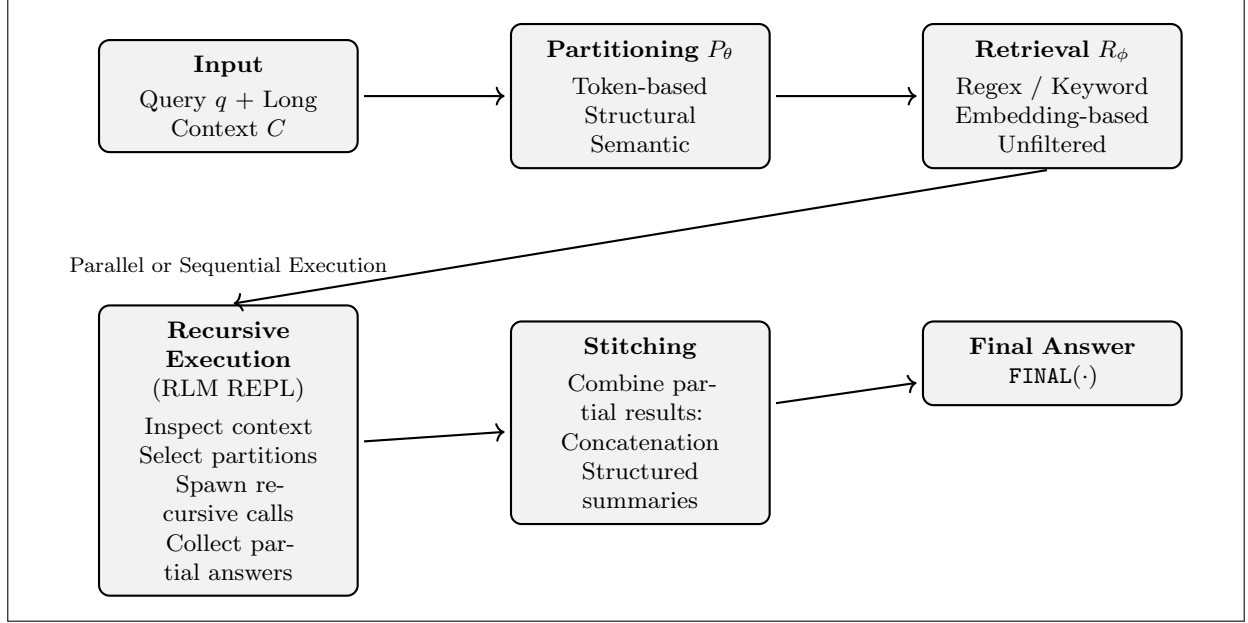 Input
Query q + Long
Context C
Partitioning P_θ
Token-based
Structural
Semantic
Retrieval R_ϕ
Regex / Keyword
Embedding-based
Unfiltered
Parallel or Sequential Execution
Recursive
Execution
(RLM REPL)
Inspect context
Select partitions
Spawn re-
cursive calls
Collect par-
tial answers
Stitching
Combine par-
tial results:
Concatenation
Structured
summaries
Final Answer
FINAL(·)